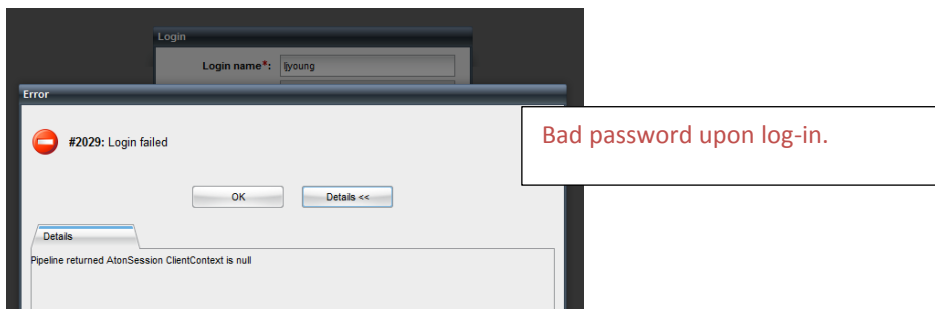 Login
Login name*: ljyoung
Error
#2029: Login failed
Bad password upon log-in.
OK Details <<
Details
Pipeline returned AtonSession ClientContext is null